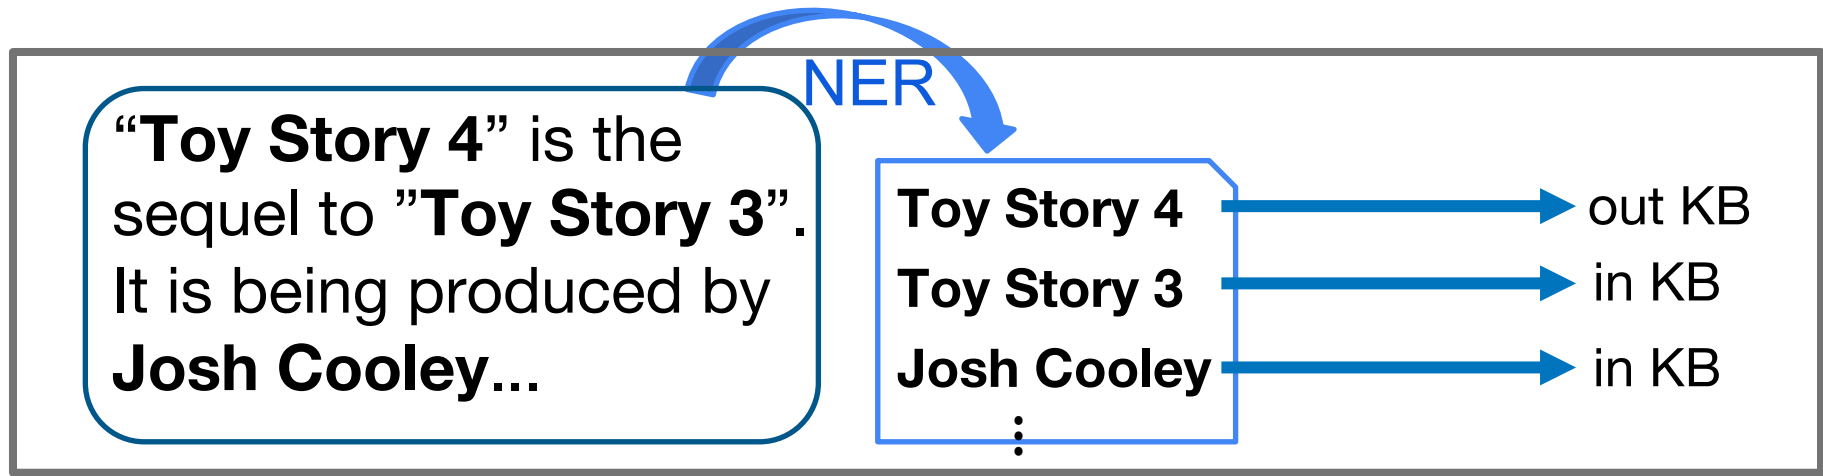 NER
“Toy Story 4” is the
sequel to ”Toy Story 3”.
It is being produced by
Josh Cooley...
Toy Story 4
out KB
Toy Story 3
in KB
Josh Cooley
in KB
⋮